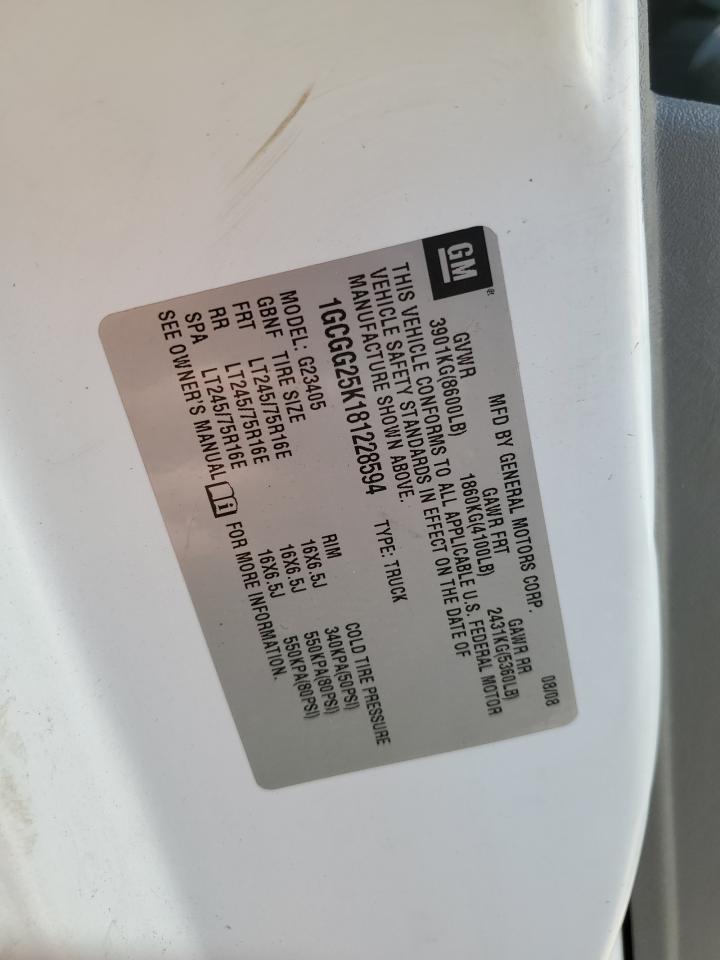 GM®
MFD BY GENERAL MOTORS CORP. 08/08
GVWR GAWR FRT GAWR RR
3901KG(8600LB) 1860KG(4100LB) 2431KG(5360LB)
THIS VEHICLE CONFORMS TO ALL APPLICABLE U.S. FEDERAL MOTOR
VEHICLE SAFETY STANDARDS IN EFFECT ON THE DATE OF
MANUFACTURE SHOWN ABOVE.
1GCGG25K181228594 TYPE: TRUCK
MODEL: G23405
GBNF TIRE SIZE RIM COLD TIRE PRESSURE
FRT LT245/75R16E 16X6.5J 340KPA(50PSI)
RR LT245/75R16E 16X6.5J 550KPA(80PSI)
SPA LT245/75R16E 16X6.5J 550KPA(80PSI)
SEE OWNER'S MANUAL FOR MORE INFORMATION.